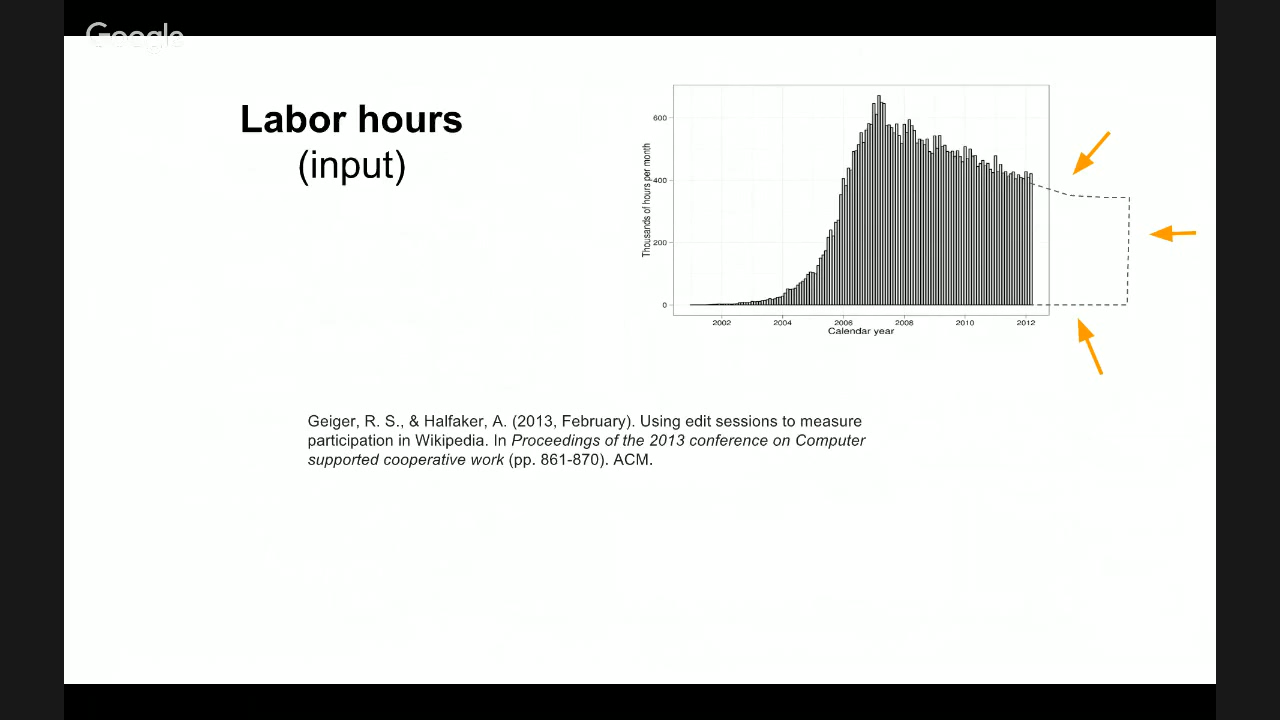 Google
Labor hours
(input)
600
400
200
0
Thousands of hours per month
2002 2004 2006 2008 2010 2012
Calendar year
Geiger, R. S., & Halfaker, A. (2013, February). Using edit sessions to measure
participation in Wikipedia. In Proceedings of the 2013 conference on Computer
supported cooperative work (pp. 861-870). ACM.